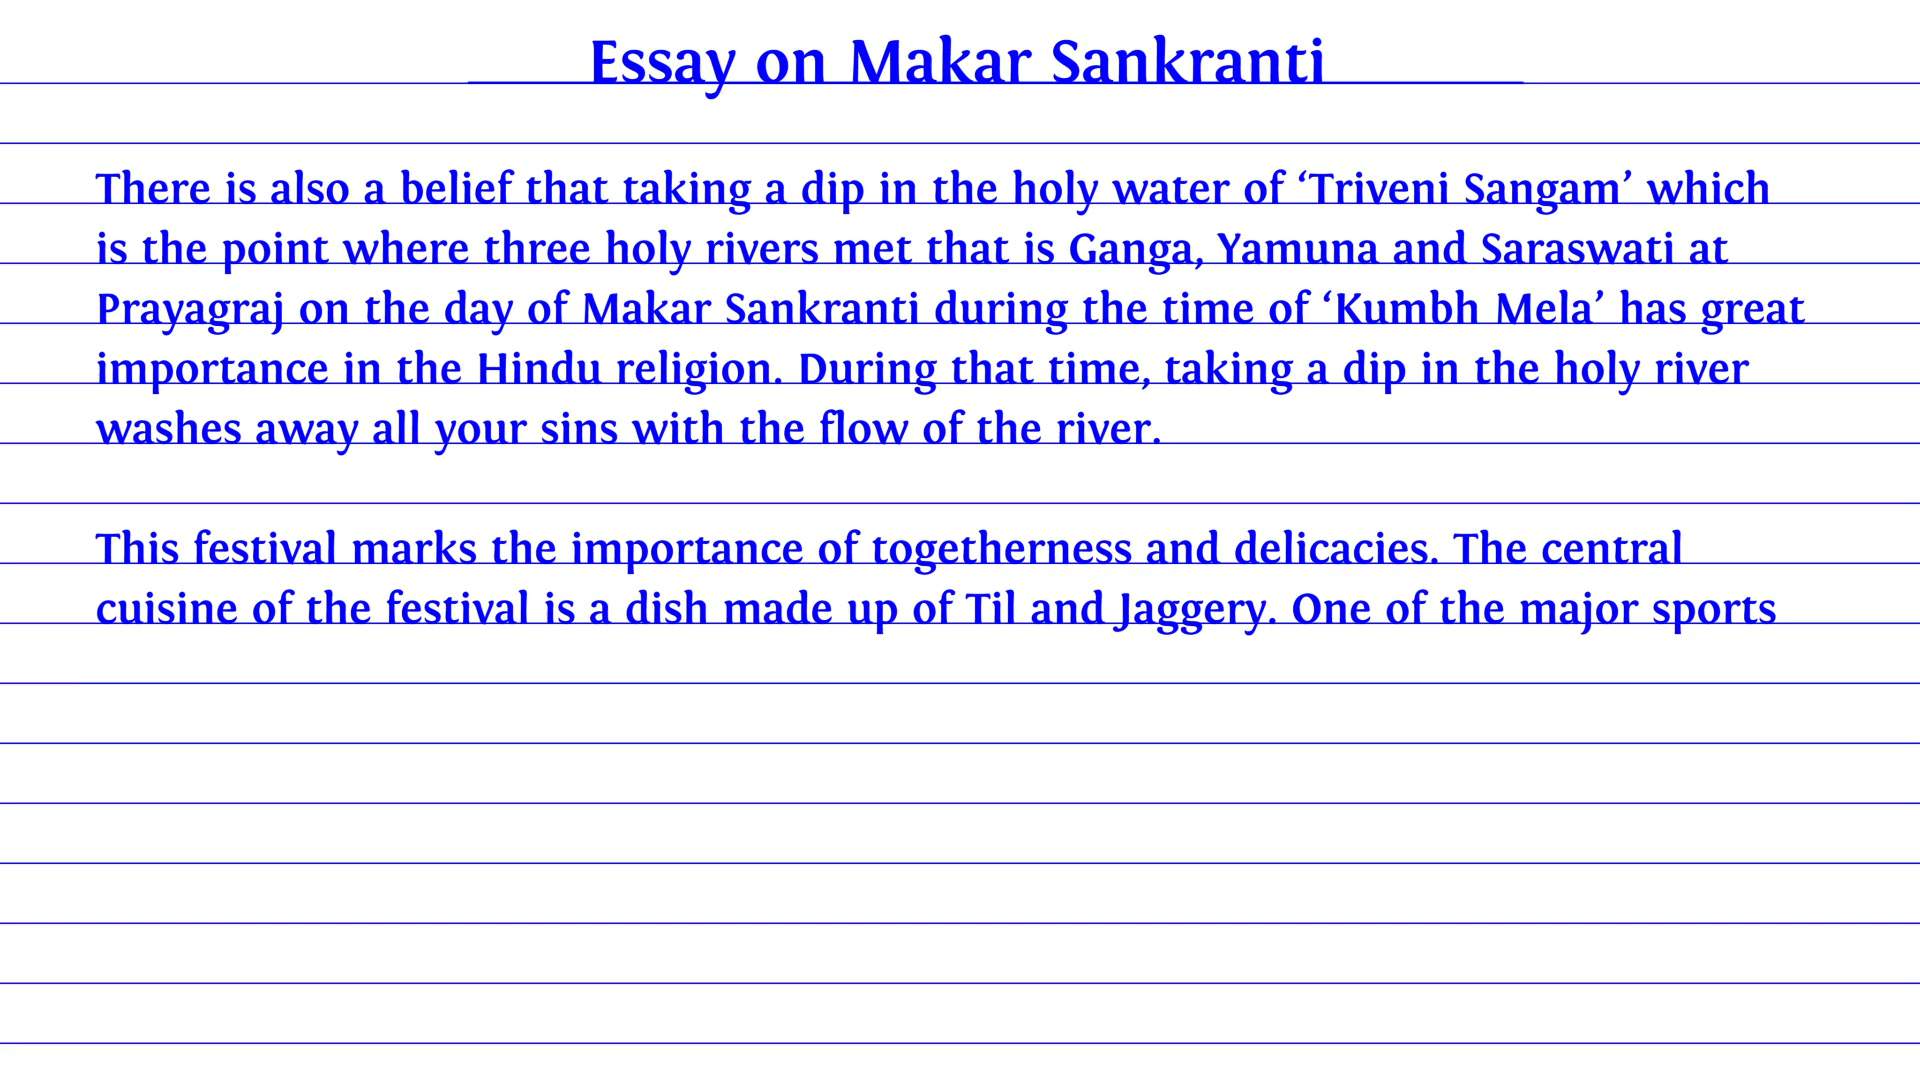 Essay on Makar Sankranti
There is also a belief that taking a dip in the holy water of ‘Triveni Sangam’ which
is the point where three holy rivers met that is Ganga, Yamuna and Saraswati at
Prayagraj on the day of Makar Sankranti during the time of ‘Kumbh Mela’ has great
importance in the Hindu religion. During that time, taking a dip in the holy river
washes away all your sins with the flow of the river.
This festival marks the importance of togetherness and delicacies. The central
cuisine of the festival is a dish made up of Til and Jaggery. One of the major sports